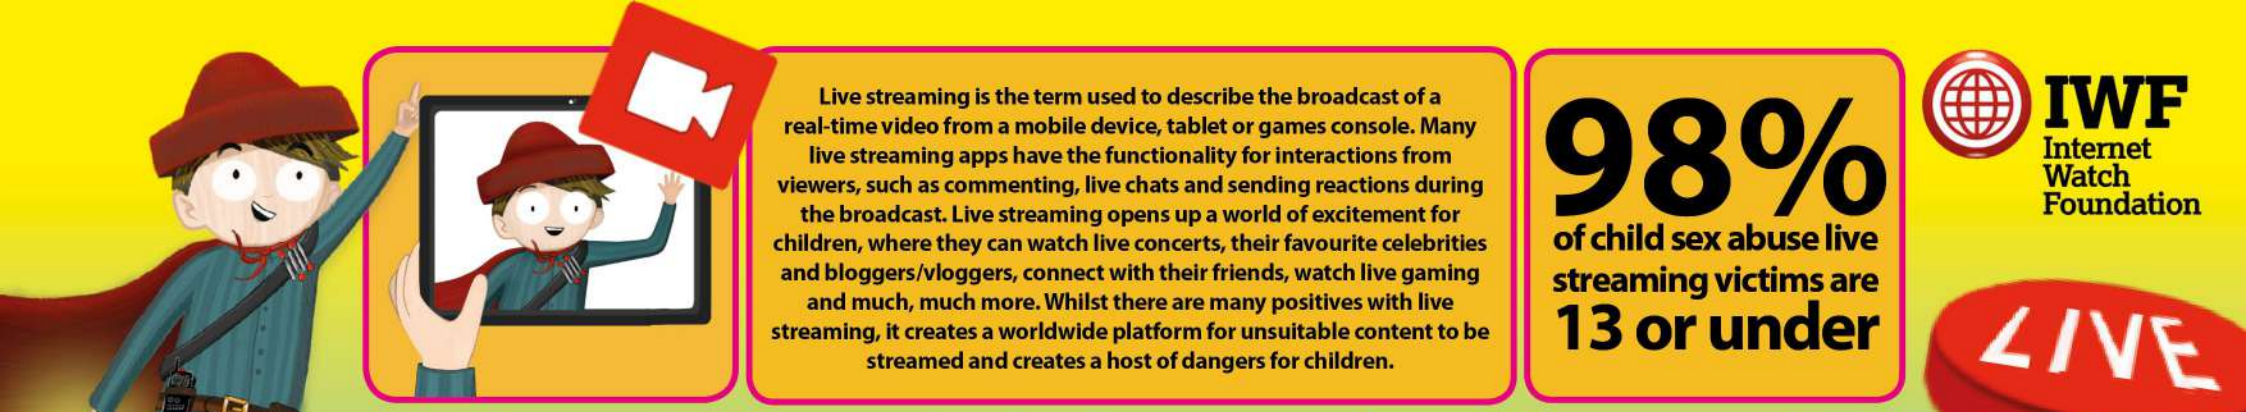 Live streaming is the term used to describe the broadcast of a
real-time video from a mobile device, tablet or games console. Many
live streaming apps have the functionality for interactions from
viewers, such as commenting, live chats and sending reactions during
the broadcast. Live streaming opens up a world of excitement for
children, where they can watch live concerts, their favourite celebrities
and bloggers/vloggers, connect with their friends, watch live gaming
and much, much more. Whilst there are many positives with live
streaming, it creates a worldwide platform for unsuitable content to be
streamed and creates a host of dangers for children.
98%
of child sex abuse live
streaming victims are
13 or under
IWF
Internet
Watch
Foundation
LIVE